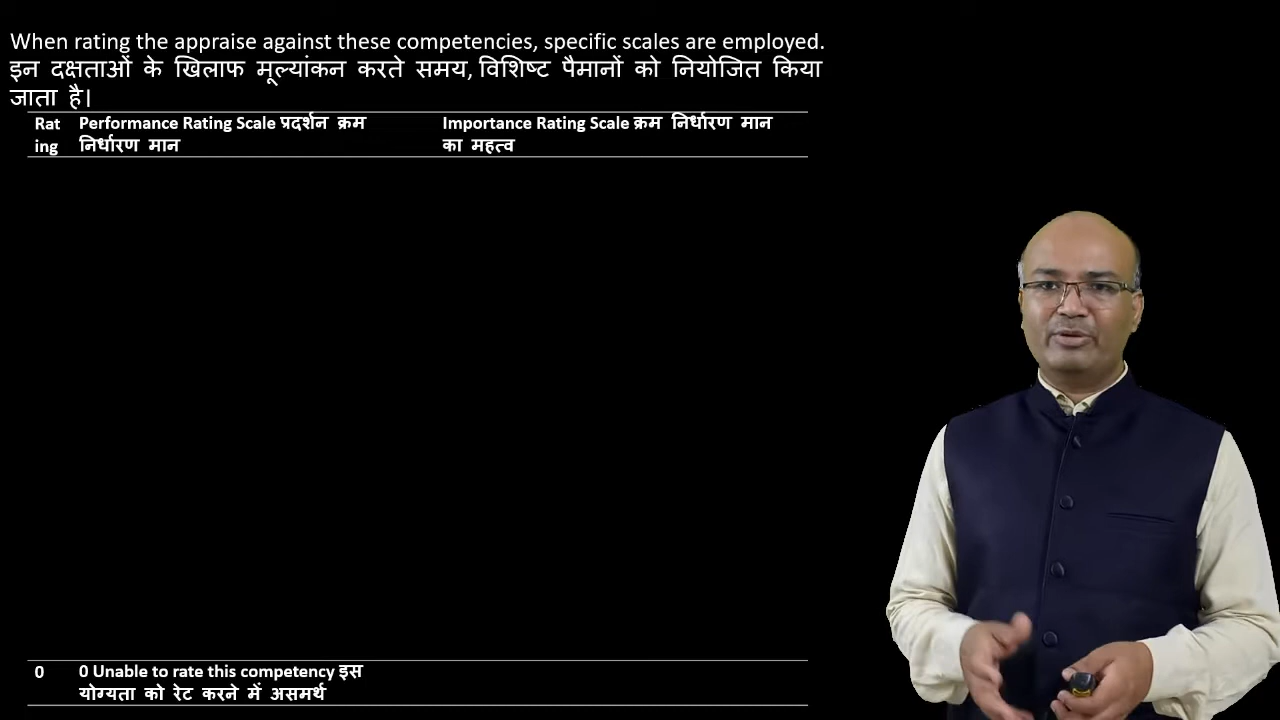 When rating the appraise against these competencies, specific scales are employed.
इन दक्षताओं के खिलाफ मूल्यांकन करते समय, विशिष्ट पैमानों को नियोजित किया
जाता है।
Rat Performance Rating Scale प्रदर्शन क्रम Importance Rating Scale क्रम निर्धारण मान
ing निर्धारण मान का महत्व
0 0 Unable to rate this competency इस
योग्यता को रेट करने में असमर्थ